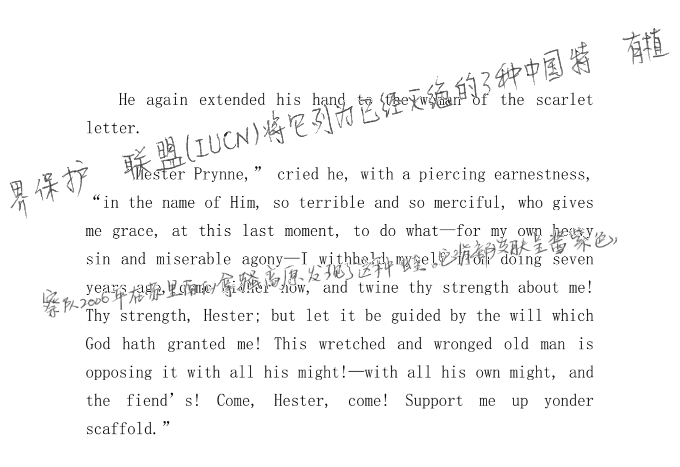 He again extended his hand to the woman of the scarlet
letter.
界保护 联盟(IUCN)将它列为已经灭绝的3种中国特 有植
“Hester Prynne,” cried he, with a piercing earnestness,
“in the name of Him, so terrible and so merciful, who gives
me grace, at this last moment, to do what—for my own heavy
sin and miserable agony—I withheld myself from doing seven
years ago, come hither now, and twine thy strength about me!
察队2006年在苏里南的拿骚高原发现了这种蛙。它背部实际呈酱紫色,
Thy strength, Hester; but let it be guided by the will which
God hath granted me! This wretched and wronged old man is
opposing it with all his might!—with all his own might, and
the fiend’s! Come, Hester, come! Support me up yonder
scaffold.”